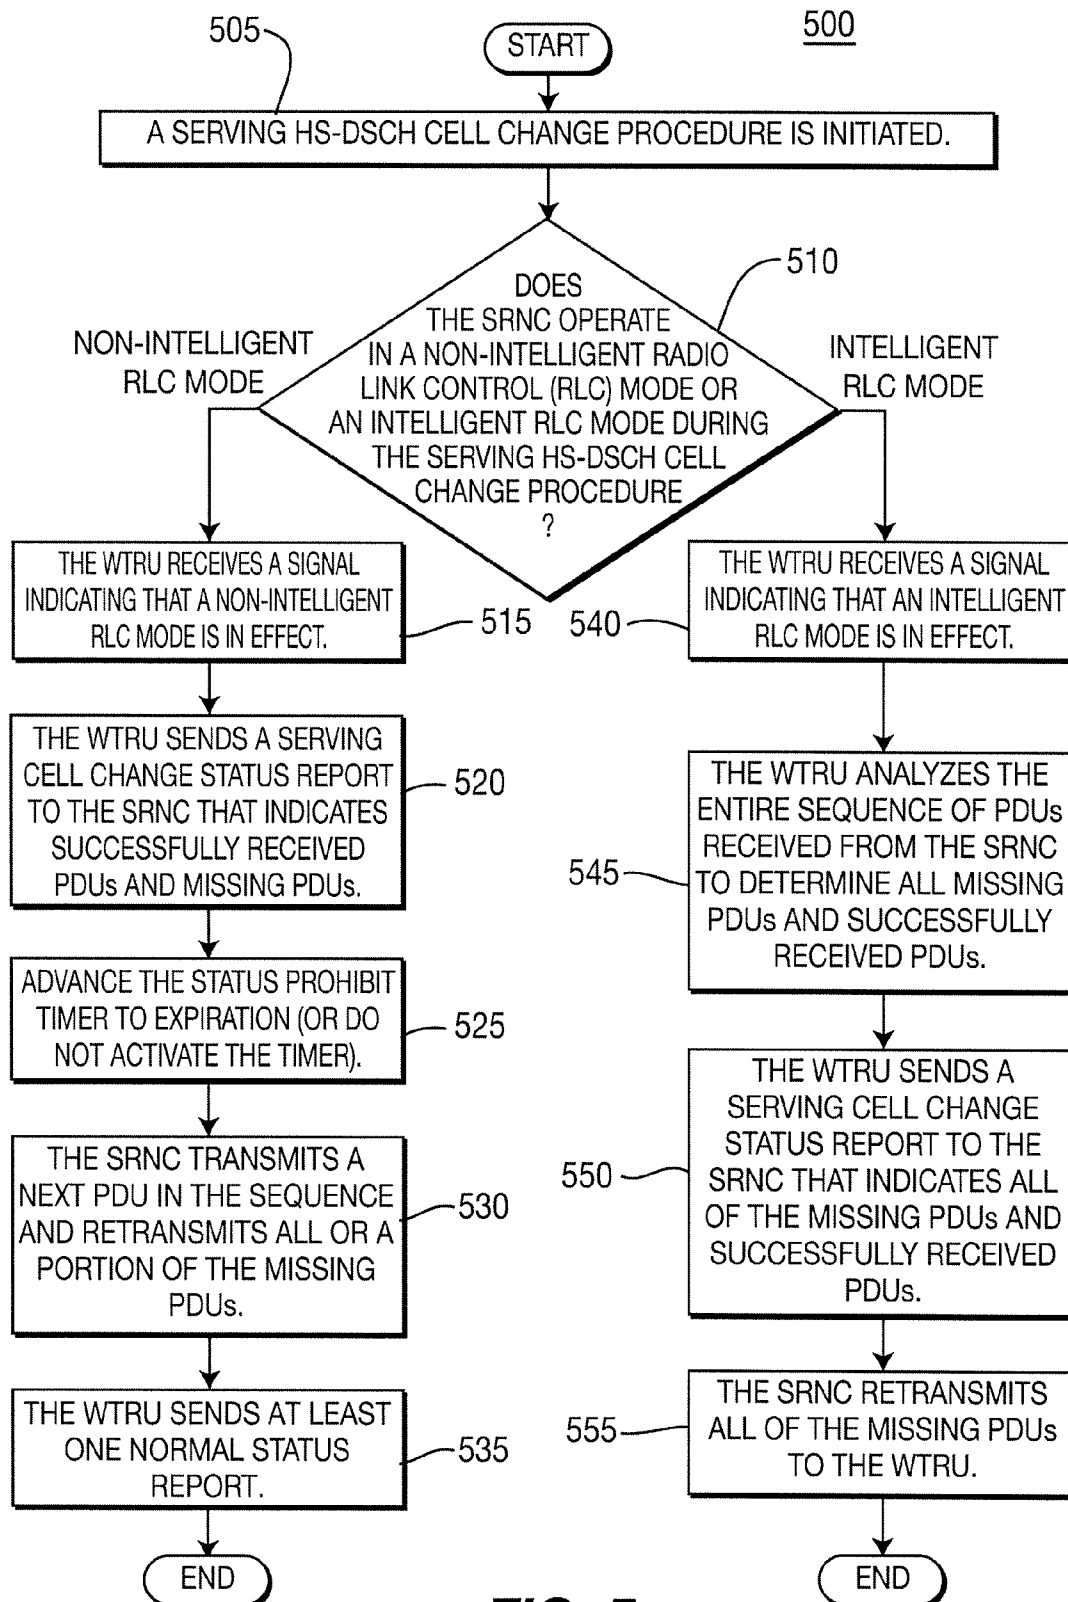 500
505
START
A SERVING HS-DSCH CELL CHANGE PROCEDURE IS INITIATED.
510
DOES
THE SRNC OPERATE
IN A NON-INTELLIGENT RADIO
LINK CONTROL (RLC) MODE OR
AN INTELLIGENT RLC MODE DURING
THE SERVING HS-DSCH CELL
CHANGE PROCEDURE
?
NON-INTELLIGENT
RLC MODE
INTELLIGENT
RLC MODE
THE WTRU RECEIVES A SIGNAL
INDICATING THAT A NON-INTELLIGENT
RLC MODE IS IN EFFECT.
515
THE WTRU SENDS A SERVING
CELL CHANGE STATUS REPORT
TO THE SRNC THAT INDICATES
SUCCESSFULLY RECEIVED
PDUs AND MISSING PDUs.
520
ADVANCE THE STATUS PROHIBIT
TIMER TO EXPIRATION (OR DO
NOT ACTIVATE THE TIMER).
525
THE SRNC TRANSMITS A
NEXT PDU IN THE SEQUENCE
AND RETRANSMITS ALL OR A
PORTION OF THE MISSING
PDUs.
530
THE WTRU SENDS AT LEAST
ONE NORMAL STATUS
REPORT.
535
END
540
THE WTRU RECEIVES A SIGNAL
INDICATING THAT AN INTELLIGENT
RLC MODE IS IN EFFECT.
545
THE WTRU ANALYZES THE
ENTIRE SEQUENCE OF PDUs
RECEIVED FROM THE SRNC
TO DETERMINE ALL MISSING
PDUs AND SUCCESSFULLY
RECEIVED PDUs.
550
THE WTRU SENDS A
SERVING CELL CHANGE
STATUS REPORT TO THE
SRNC THAT INDICATES ALL
OF THE MISSING PDUs AND
SUCCESSFULLY RECEIVED
PDUs.
555
THE SRNC RETRANSMITS
ALL OF THE MISSING PDUs
TO THE WTRU.
END